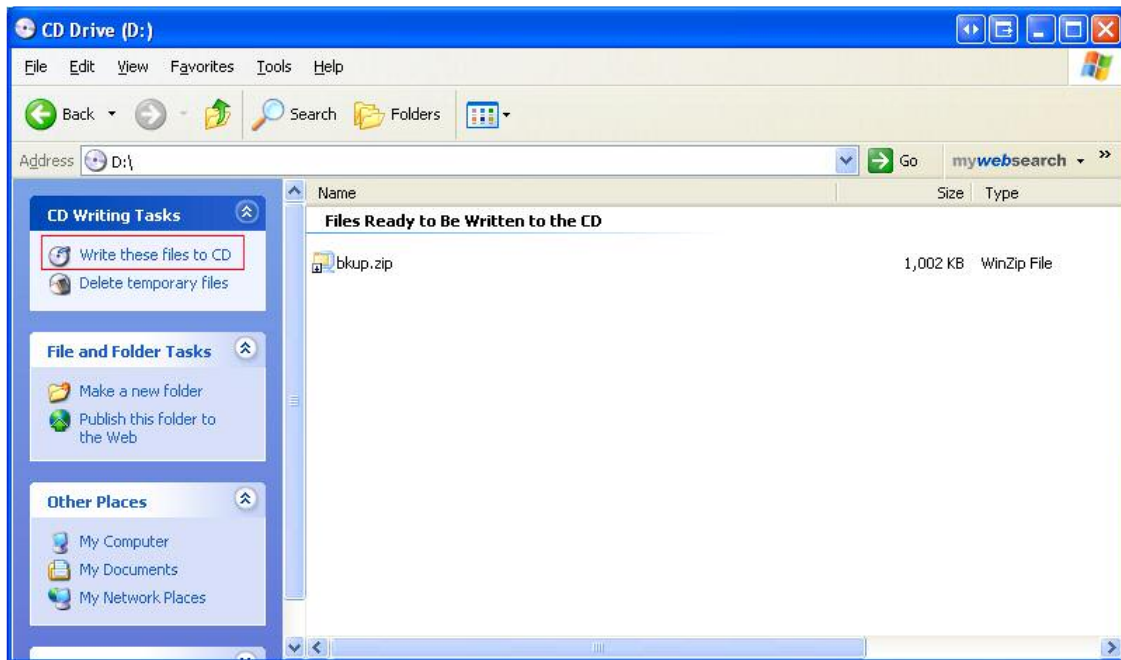 CD Drive (D:)
File Edit View Favorites Tools Help
Back Search Folders
Address D:\ Go mywebsearch »
CD Writing Tasks
Write these files to CD
Delete temporary files
File and Folder Tasks
Make a new folder
Publish this folder to
the Web
Other Places
My Computer
My Documents
My Network Places
Name Size Type
Files Ready to Be Written to the CD
bkup.zip 1,002 KB WinZip File